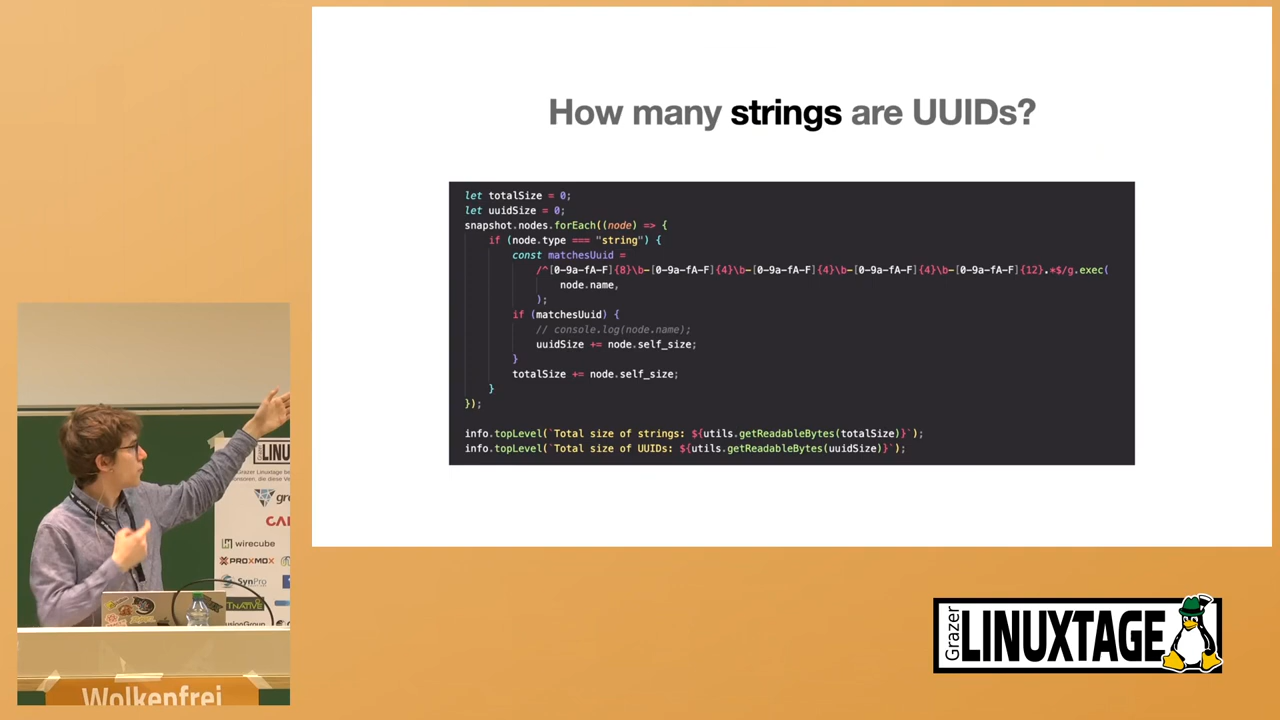 How many strings are UUIDs?
let totalSize = 0;
let uuidSize = 0;
snapshot.nodes.forEach((node) => {
if (node.type === "string") {
const matchesUuid =
/^[0-9a-fA-F]{8}\b-[0-9a-fA-F]{4}\b-[0-9a-fA-F]{4}\b-[0-9a-fA-F]{4}\b-[0-9a-fA-F]{12}.*$/g.exec(
node.name,
);
if (matchesUuid) {
// console.log(node.name);
uuidSize += node.self_size;
}
totalSize += node.self_size;
}
});
info.topLevel(`Total size of strings: ${utils.getReadableBytes(totalSize)}`);
info.topLevel(`Total size of UUIDs: ${utils.getReadableBytes(uuidSize)}`);
Grazer Linuxtage
wirecube
PROXMOX
SynPro
Wolkenfrei
Grazer
LINUXTAGE